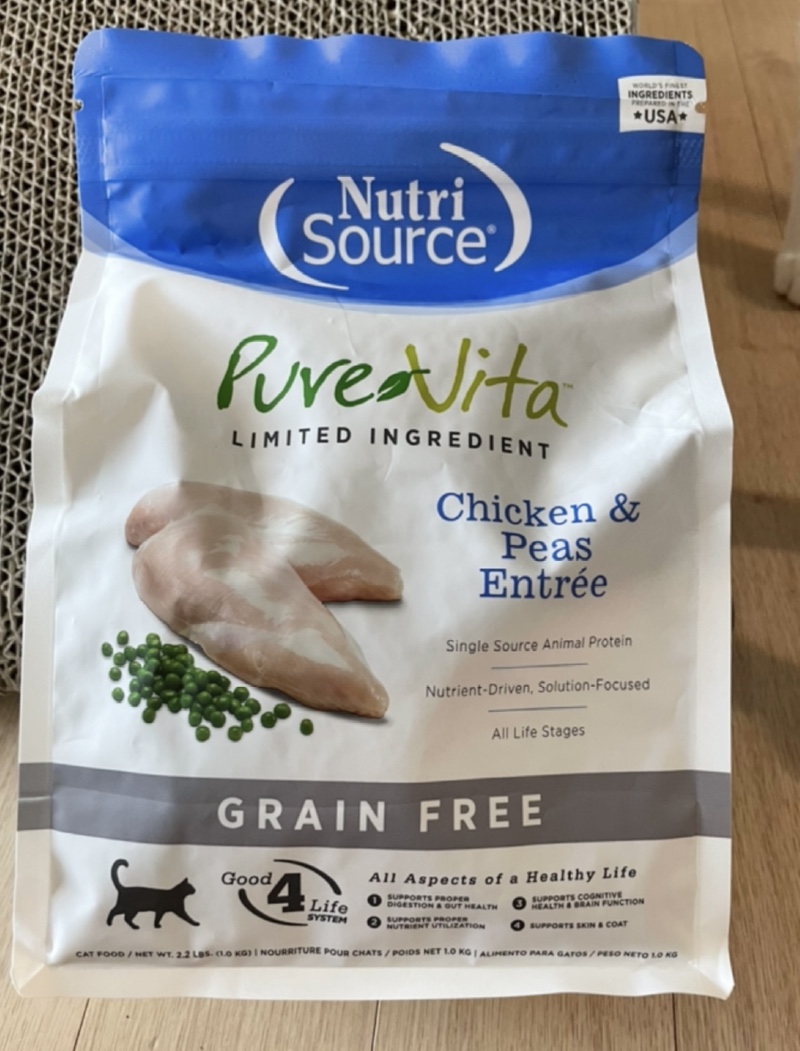 WORLD'S FINEST
INGREDIENTS
PREPARED IN THE
★USA★
Nutri
Source®
PureVita™
LIMITED INGREDIENT
Chicken &
Peas
Entrée
Single Source Animal Protein
Nutrient-Driven, Solution-Focused
All Life Stages
GRAIN FREE
Good 4 Life
SYSTEM
All Aspects of a Healthy Life
1 SUPPORTS PROPER
DIGESTION & GUT HEALTH
2 SUPPORTS PROPER
NUTRIENT UTILIZATION
3 SUPPORTS COGNITIVE
HEALTH & BRAIN FUNCTION
4 SUPPORTS SKIN & COAT
CAT FOOD / NET WT. 2.2 LBS. (1.0 KG) | NOURRITURE POUR CHATS / POIDS NET 1.0 KG | ALIMENTO PARA GATOS / PESO NETO 1.0 KG